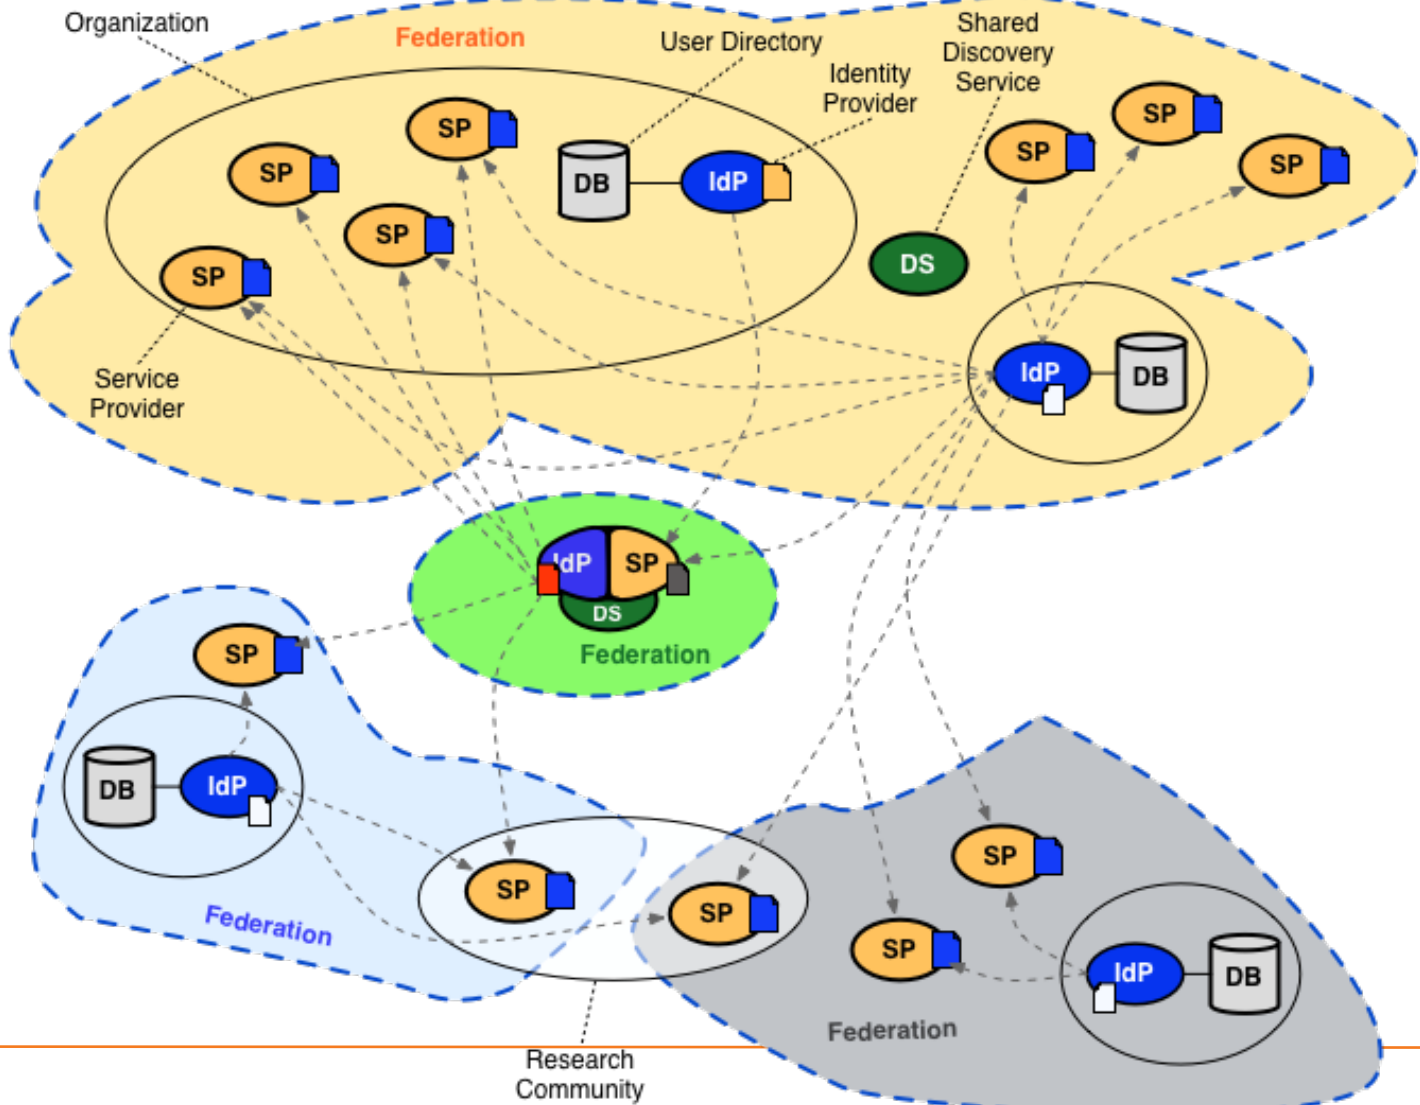 Organization
Federation
User Directory
Shared
Discovery
Service
Identity
Provider
SP
SP
SP
SP
DB
IdP
SP
SP
SP
SP
DS
IdP
DB
Service
Provider
IdP
SP
DS
Federation
SP
DB
IdP
Federation
SP
SP
SP
SP
IdP
DB
Federation
Research
Community